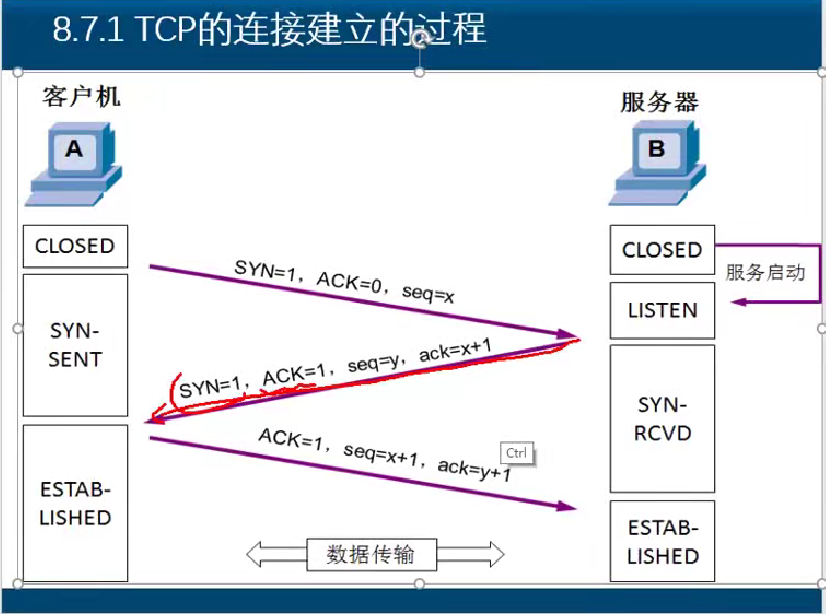 8.7.1 TCP的连接建立的过程
客户机
服务器
A
B
CLOSED
CLOSED
服务启动
SYN=1，ACK=0，seq=x
LISTEN
SYN-
SENT
SYN=1，ACK=1，seq=y，ack=x+1
SYN-
RCVD
ACK=1，seq=x+1，ack=y+1
Ctrl
ESTAB-
LISHED
ESTAB-
LISHED
数据传输